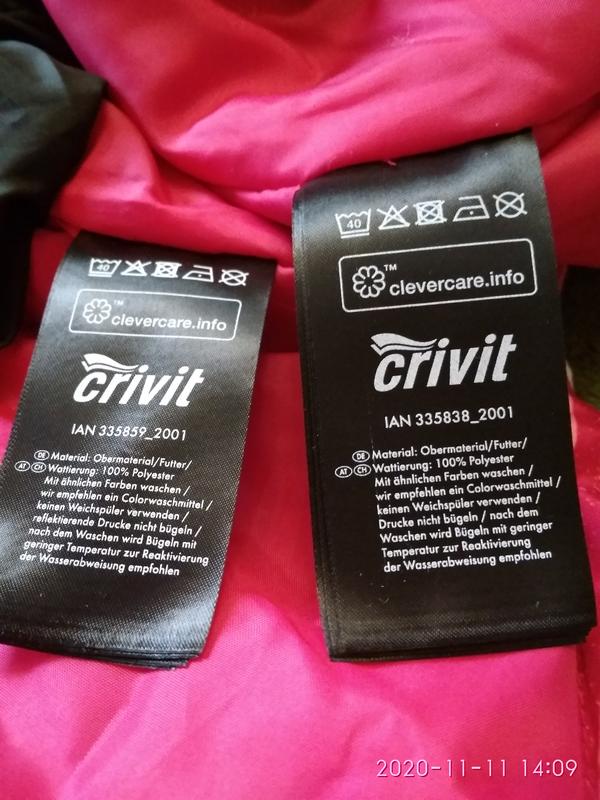 40
™
clevercare.info
crivit
IAN 335859_2001
DE Material: Obermaterial/Futter/
AT CH Wattierung: 100% Polyester
Mit ähnlichen Farben waschen /
wir empfehlen ein Colorwaschmittel /
keinen Weichspüler verwenden /
reflektierende Drucke nicht bügeln /
nach dem Waschen wird Bügeln mit
geringer Temperatur zur Reaktivierung
der Wasserabweisung empfohlen
40
™
clevercare.info
crivit
IAN 335838_2001
DE Material: Obermaterial/Futter/
AT CH Wattierung: 100% Polyester
Mit ähnlichen Farben waschen /
wir empfehlen ein Colorwaschmittel /
keinen Weichspüler verwenden /
Drucke nicht bügeln / nach dem
Waschen wird Bügeln mit geringer
Temperatur zur Reaktivierung
der Wasserabweisung empfohlen
2020-11-11 14:09